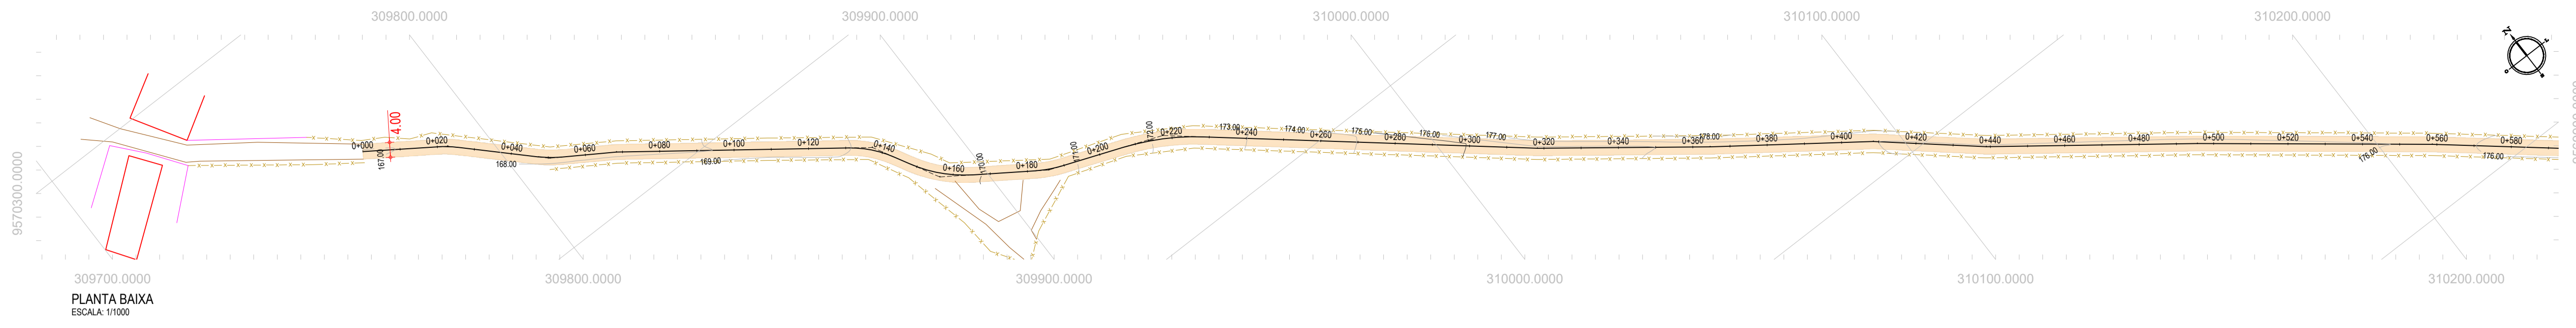 309800.0000 309900.0000 310000.0000 310100.0000 310200.0000
N
4.00
0+000 0+020 0+040 0+060 0+080 0+100 0+120 0+140 0+160 0+180 0+200 0+220 0+240 0+260 0+280 0+300 0+320 0+340 0+360 0+380 0+400 0+420 0+440 0+460 0+480 0+500 0+520 0+540 0+560 0+580
167.00 168.00 169.00 170.00 171.00 172.00 173.00 174.00 175.00 176.00 177.00 178.00 176.00 176.00
9570300.0000
309700.0000 309800.0000 309900.0000 310000.0000 310100.0000 310200.0000
PLANTA BAIXA
ESCALA: 1/1000